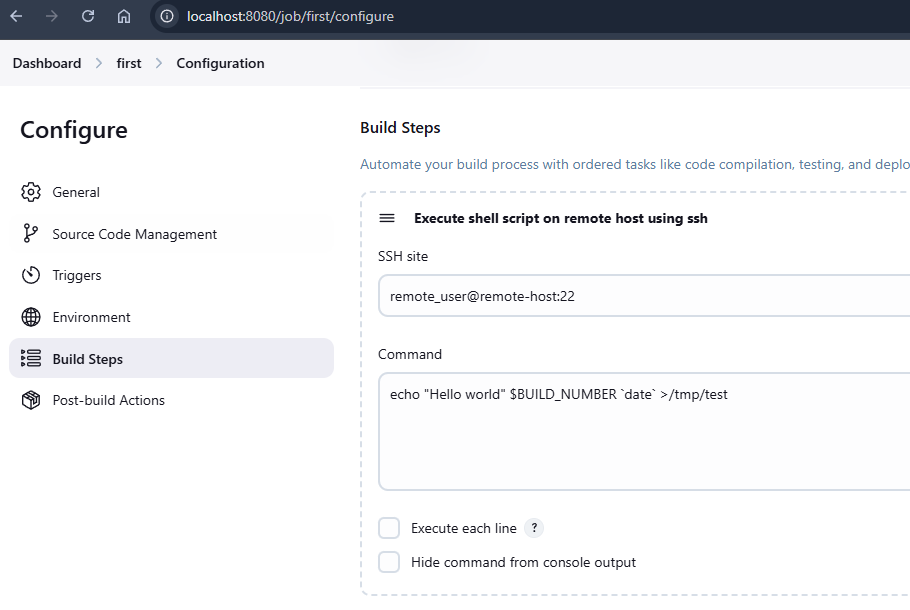 localhost:8080/job/first/configure
Dashboard > first > Configuration
Configure
General
Source Code Management
Triggers
Environment
Build Steps
Post-build Actions
Build Steps
Automate your build process with ordered tasks like code compilation, testing, and deplo
Execute shell script on remote host using ssh
SSH site
remote_user@remote-host:22
Command
echo "Hello world" $BUILD_NUMBER `date` >/tmp/test
Execute each line ?
Hide command from console output